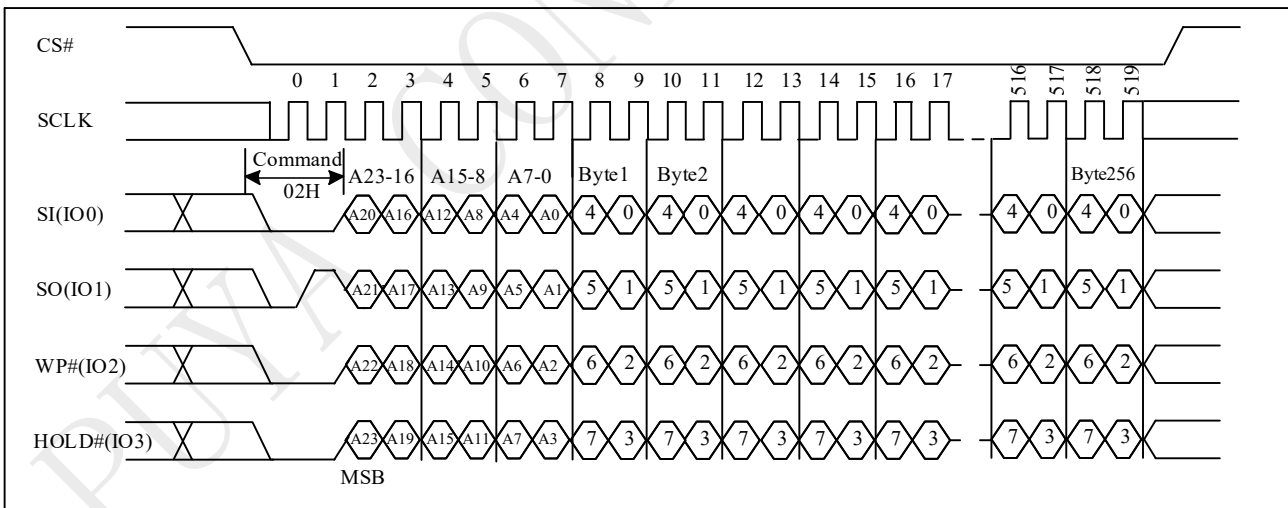 PUYA CON
CS#
0 1 2 3 4 5 6 7 8 9 10 11 12 13 14 15 16 17 516 517 518 519
SCLK
Command
02H
A23-16 A15-8 A7-0 Byte1 Byte2 Byte256
SI(IO0) A20 A16 A12 A8 A4 A0 4 0 4 0 4 0 4 0 4 0 4 0 4 0
SO(IO1) A21 A17 A13 A9 A5 A1 5 1 5 1 5 1 5 1 5 1 5 1 5 1
WP#(IO2) A22 A18 A14 A10 A6 A2 6 2 6 2 6 2 6 2 6 2 6 2 6 2
HOLD#(IO3) A23 A19 A15 A11 A7 A3 7 3 7 3 7 3 7 3 7 3 7 3 7 3
MSB